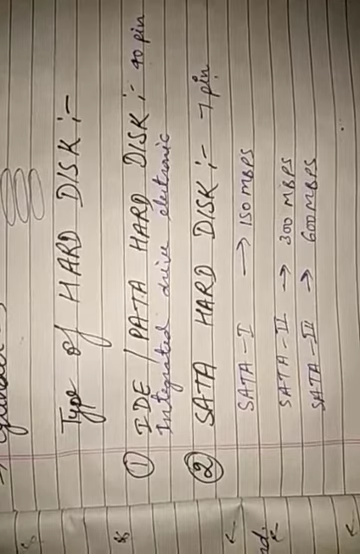 Type of HARD DISK :-
① IDE / PATA HARD DISK :- 40 pin
Integrated drive eletronic
② SATA HARD DISK :- 7 pin
SATA - I → 150 MBPS
SATA - II → 300 MBPS
SATA - III → 600 MBPS